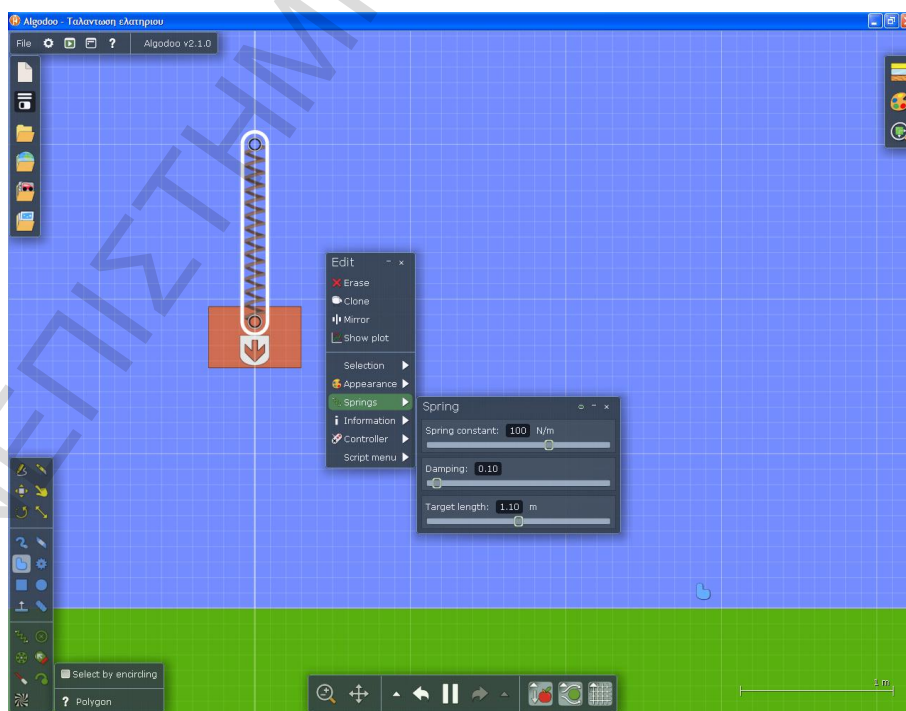 Algodoo - Ταλαντωση ελατηριου
File ? Algodoo v2.1.0
Edit
Erase
Clone
Mirror
Show plot
Selection
Appearance
Springs
Information
Controller
Script menu
Spring
Spring constant: 100 N/m
Damping: 0.10
Target length: 1.10 m
Select by encircling
? Polygon
1 m